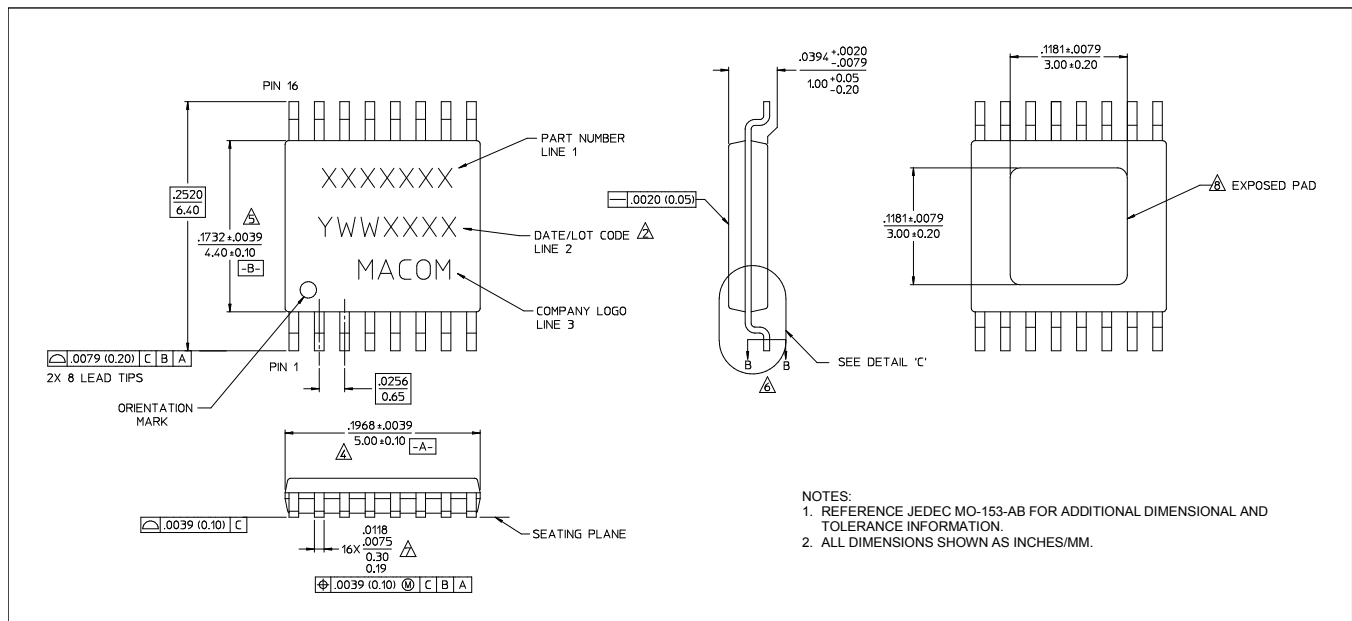 PIN 16
.2520
6.40
5
.1732±.0039
4.40±0.10
-B-
XXXXXXX
YWWXXXX
MACOM
PART NUMBER
LINE 1
DATE/LOT CODE 2
LINE 2
COMPANY LOGO
LINE 3
.0079 (0.20) C B A
2X 8 LEAD TIPS
PIN 1
.0256
0.65
ORIENTATION
MARK
.1968±.0039
5.00±0.10
-A-
4
.0039 (0.10) C
SEATING PLANE
16X
.0118
.0075
0.30
0.19
7
⌖ .0039 (0.10) Ⓜ C B A
.0394 +.0020
-.0079
1.00 +0.05
-0.20
.0020 (0.05)
B B
6
SEE DETAIL 'C'
.1181±.0079
3.00±0.20
.1181±.0079
3.00±0.20
8 EXPOSED PAD
NOTES:
1. REFERENCE JEDEC MO-153-AB FOR ADDITIONAL DIMENSIONAL AND
TOLERANCE INFORMATION.
2. ALL DIMENSIONS SHOWN AS INCHES/MM.